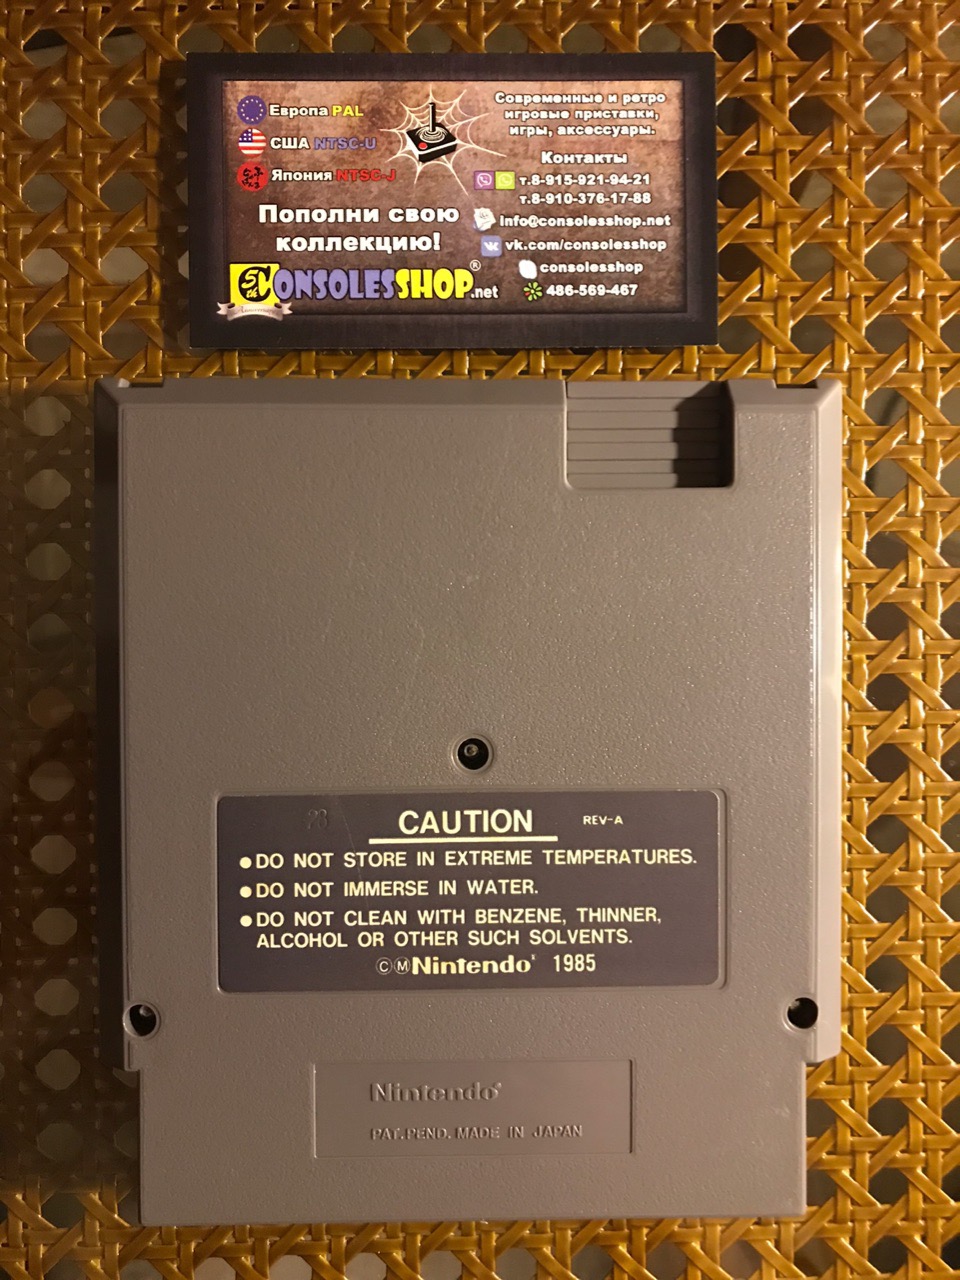 Европа PAL
США NTSC-U
Япония NTSC-J
Пополни свою
коллекцию!
5th
CONSOLESSHOP®.net
Anniversary
Современные и ретро
игровые приставки,
игры, аксессуары.
Контакты
т.8-915-921-94-21
т.8-910-376-17-88
info@consolesshop.net
vk.com/consolesshop
consolesshop
486-569-467
CAUTION REV-A
●DO NOT STORE IN EXTREME TEMPERATURES.
●DO NOT IMMERSE IN WATER.
●DO NOT CLEAN WITH BENZENE, THINNER,
ALCOHOL OR OTHER SUCH SOLVENTS.
ⒸⓂNintendo® 1985
Nintendo®
PAT.PEND. MADE IN JAPAN